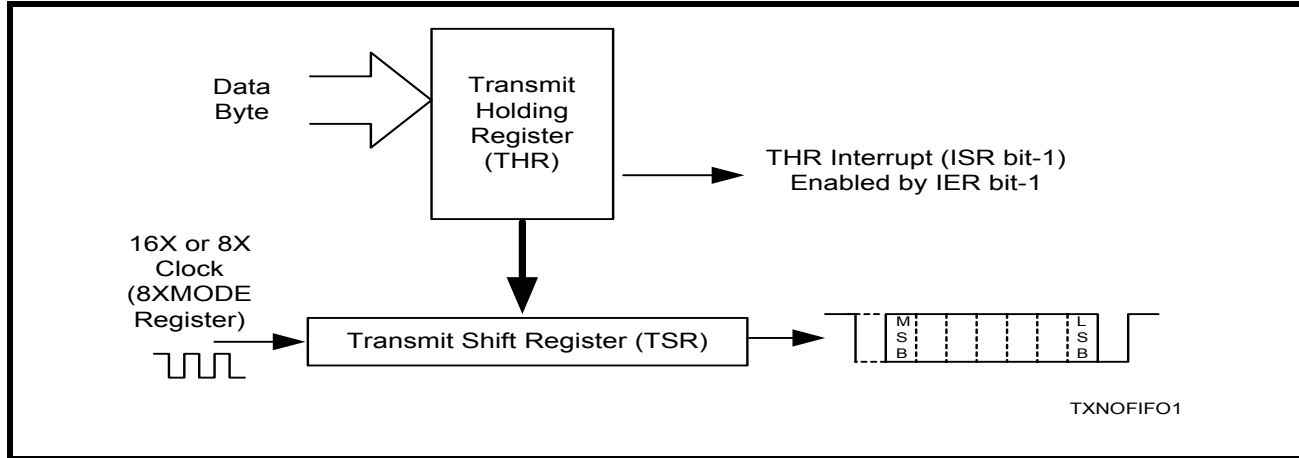 Data
Byte
Transmit
Holding
Register
(THR)
THR Interrupt (ISR bit-1)
Enabled by IER bit-1
16X or 8X
Clock
(8XMODE
Register)
Transmit Shift Register (TSR)
M
S
B
L
S
B
TXNOFIFO1